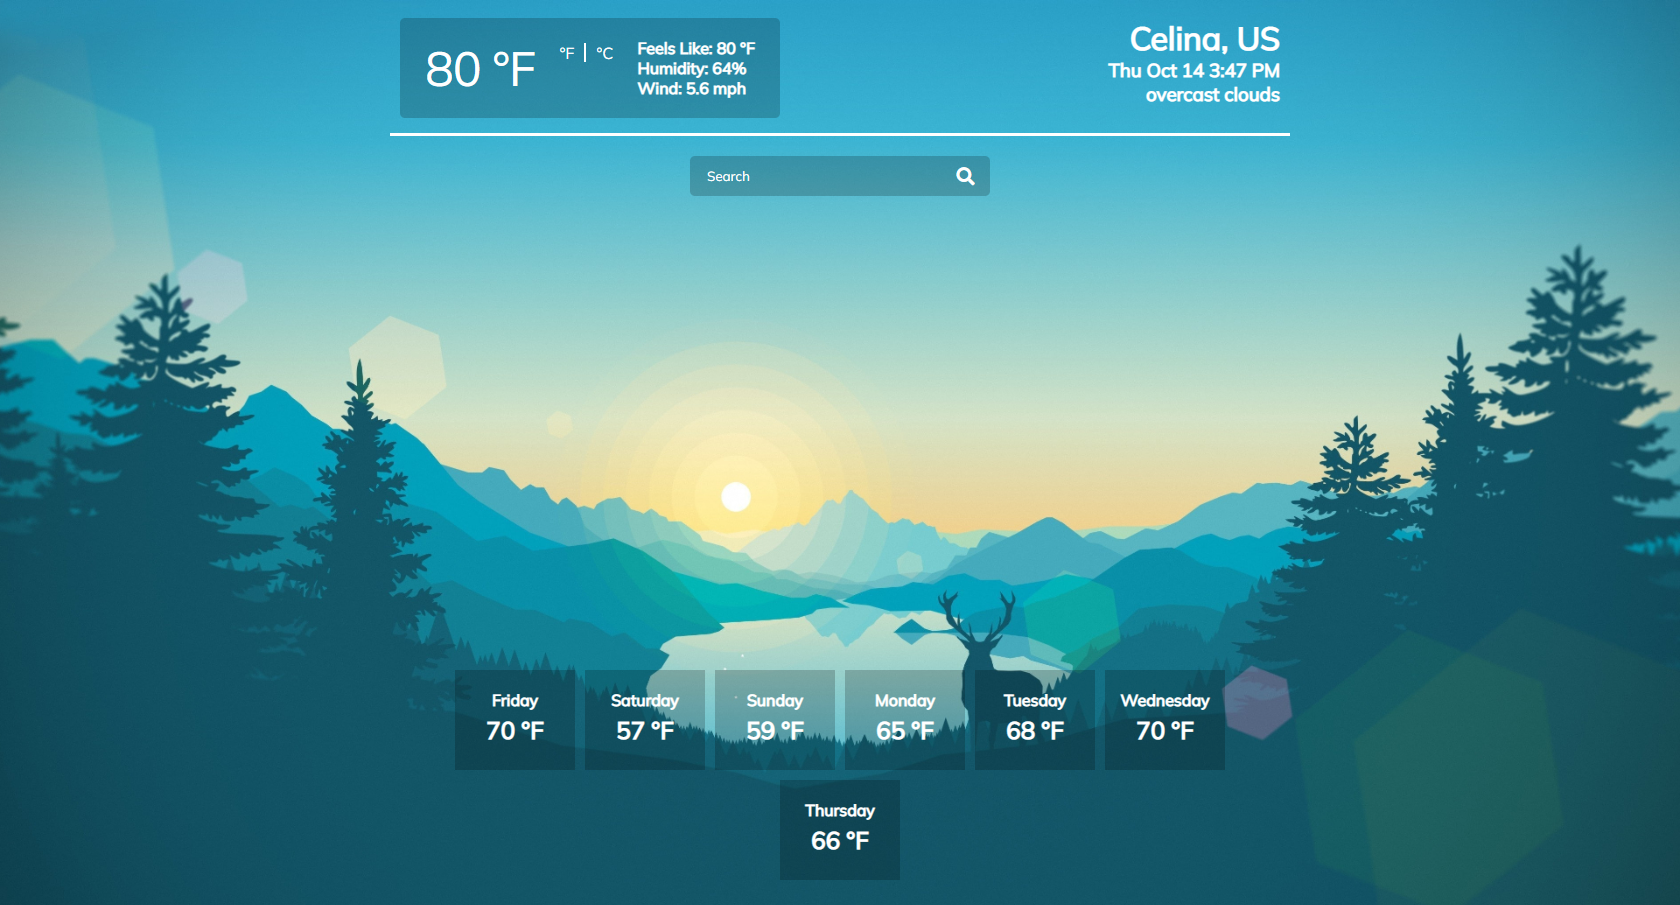 80 °F
°F | °C
Feels Like: 80 °F
Humidity: 64%
Wind: 5.6 mph
Celina, US
Thu Oct 14 3:47 PM
overcast clouds
Search
Friday
70 °F
Saturday
57 °F
Sunday
59 °F
Monday
65 °F
Tuesday
68 °F
Wednesday
70 °F
Thursday
66 °F